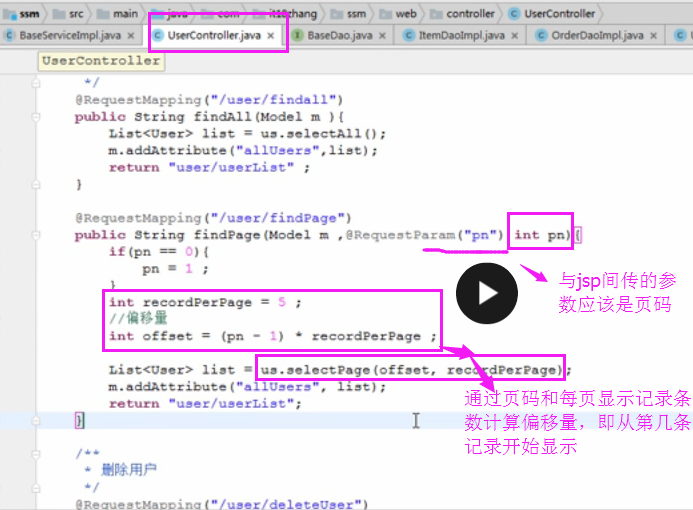 ssm src main java com it18zhang ssm web controller UserController
BaseServiceImpl.java UserController.java BaseDao.java ItemDaoImpl.java OrderDaoImpl.java
UserController
*/
@RequestMapping("/user/findall")
public String findAll(Model m ){
List<User> list = us.selectAll();
m.addAttribute("allUsers",list);
return "user/userList" ;
}
@RequestMapping("/user/findPage")
public String findPage(Model m ,@RequestParam("pn") int pn){
if(pn == 0){
pn = 1 ;
}
与jsp间传的参
数应该是页码
int recordPerPage = 5 ;
//偏移量
int offset = (pn - 1) * recordPerPage ;
List<User> list = us.selectPage(offset, recordPerPage);
m.addAttribute("allUsers", list);
return "user/userList";
}
通过页码和每页显示记录条
数计算偏移量，即从第几条
记录开始显示
/**
* 删除用户
*/
@RequestMapping("/user/deleteUser")